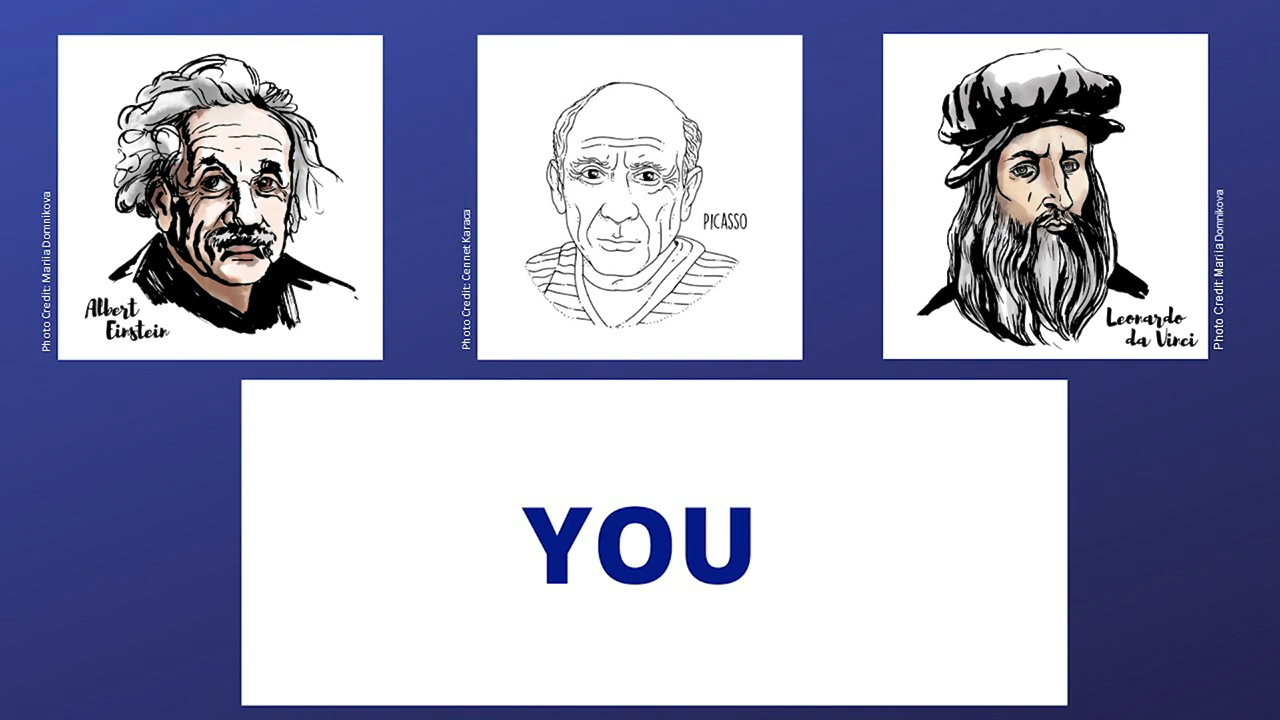 Photo Credit: Mariia Domnikova
Albert
Einstein
Photo Credit: Cennet Karaca
PICASSO
Leonardo
da Vinci
Photo Credit: Mariia Domnikova
YOU